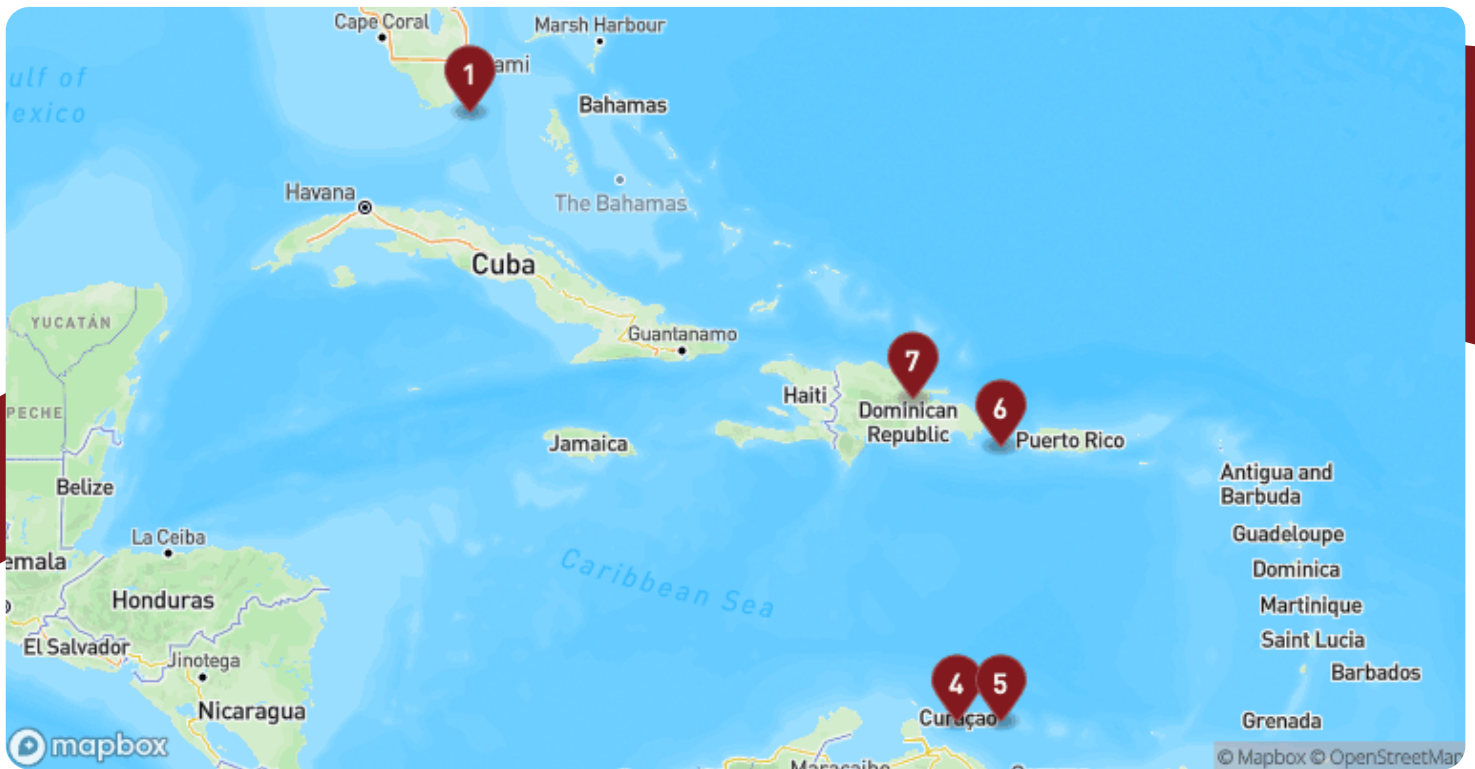 Cape Coral
Marsh Harbour
1
ami
ulf of
exico
Bahamas
Havana
The Bahamas
Cuba
YUCATÁN
Guantanamo
7
Haiti
6
PECHE
Dominican
Republic
Puerto Rico
Jamaica
Belize
Antigua and
Barbuda
La Ceiba
Guadeloupe
emala
Caribbean Sea
Dominica
Honduras
Martinique
El Salvador
Saint Lucia
Jinotega
Barbados
4
5
Nicaragua
Curaçao
Grenada
mapbox
Maracaibo
© Mapbox © OpenStreetMap